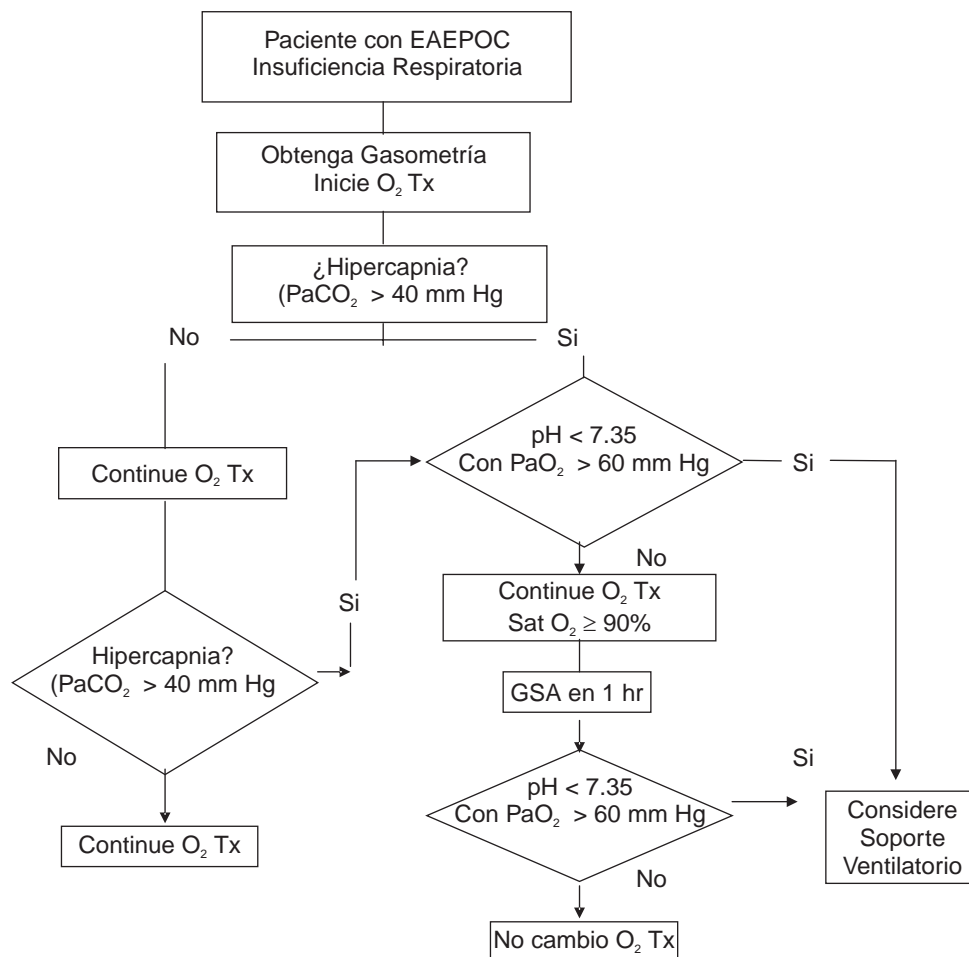 Paciente con EAEPOC
Insuficiencia Respiratoria
Obtenga Gasometría
Inicie O₂ Tx
¿Hipercapnia?
(PaCO₂ > 40 mm Hg
No
Si
Continue O₂ Tx
pH < 7.35
Con PaO₂ > 60 mm Hg
Si
Si
No
Continue O₂ Tx
Sat O₂ ≥ 90%
Hipercapnia?
(PaCO₂ > 40 mm Hg
GSA en 1 hr
No
pH < 7.35
Con PaO₂ > 60 mm Hg
Si
Continue O₂ Tx
Considere
Soporte
Ventilatorio
No
No cambio O₂ Tx